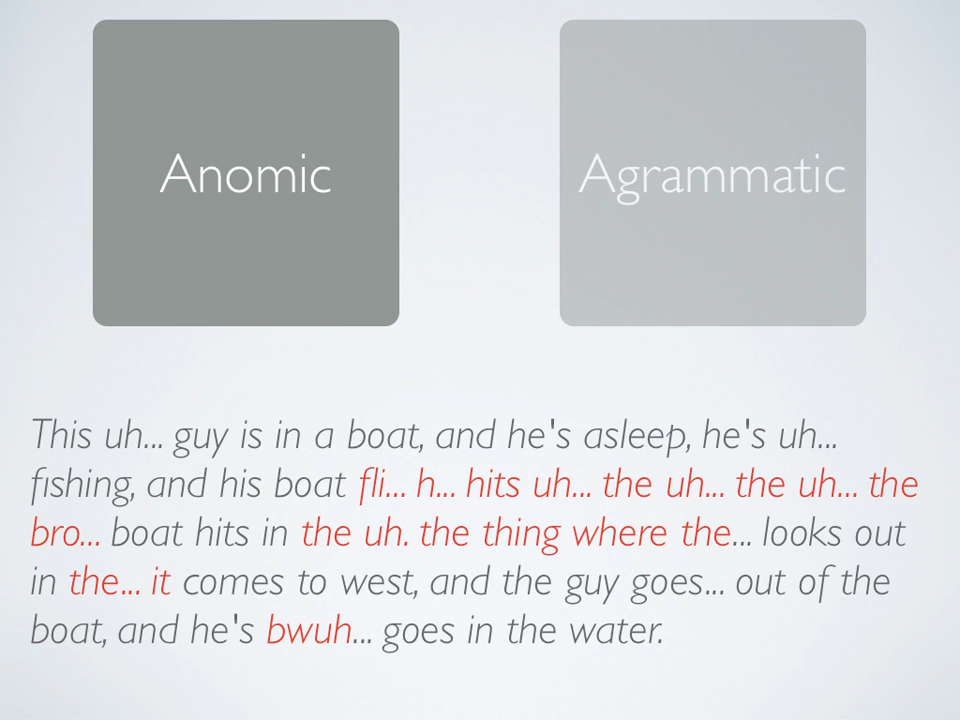 Anomic
Agrammatic
This uh... guy is in a boat, and he's asleep, he's uh...
fishing, and his boat fli... h... hits uh... the uh... the uh... the
bro... boat hits in the uh. the thing where the... looks out
in the... it comes to west, and the guy goes... out of the
boat, and he's bwuh... goes in the water.